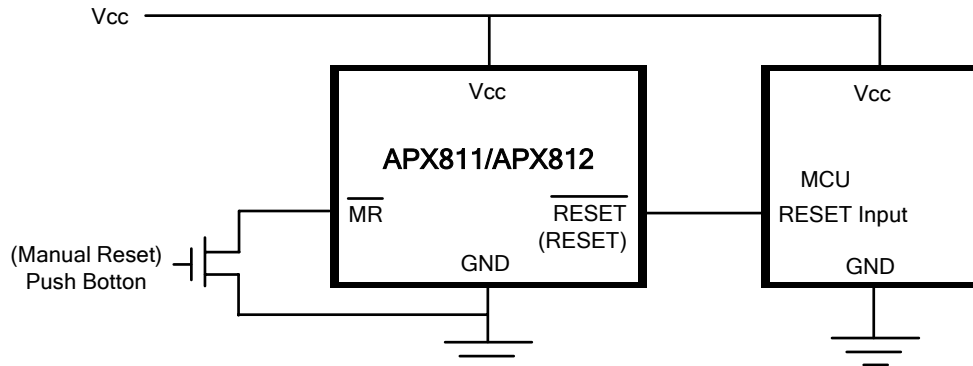 Vcc
Vcc
APX811/APX812
MR
RESET
(RESET)
GND
(Manual Reset)
Push Botton
Vcc
MCU
RESET Input
GND